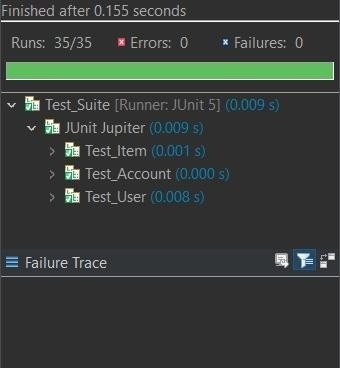 Finished after 0.155 seconds
Runs: 35/35 Errors: 0 Failures: 0
Test_Suite [Runner: JUnit 5] (0.009 s)
JUnit Jupiter (0.009 s)
Test_Item (0.001 s)
Test_Account (0.000 s)
Test_User (0.008 s)
Failure Trace